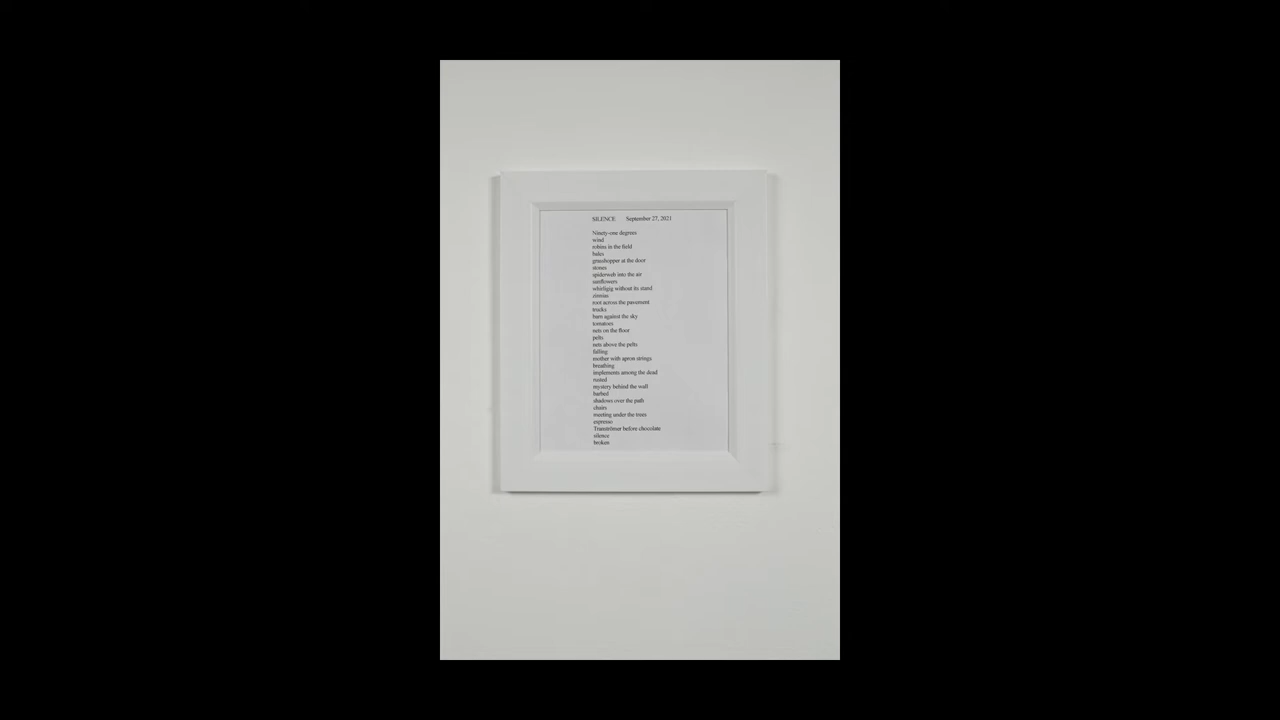 SILENCE September 27, 2021
Ninety-one degrees
wind
robins in the field
bales
grasshopper at the door
stones
spiderweb into the air
sunflowers
whirligig without its stand
zinnias
root across the pavement
trucks
barn against the sky
tomatoes
nets on the floor
pelts
nets above the pelts
falling
mother with apron strings
breathing
implements among the dead
rusted
mystery behind the wall
barbed
shadows over the path
chairs
meeting under the trees
espresso
Tranströmer before chocolate
silence
broken